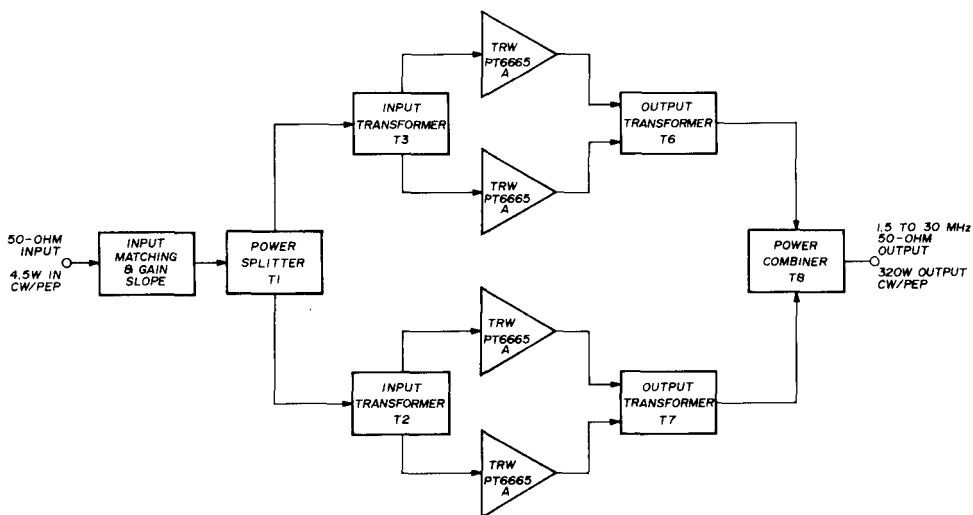 TRW
PT6665
A
INPUT
TRANSFORMER
T3
OUTPUT
TRANSFORMER
T6
TRW
PT6665
A
50-OHM
INPUT
4.5W IN
CW/PEP
INPUT
MATCHING
& GAIN
SLOPE
POWER
SPLITTER
T1
POWER
COMBINER
T8
1.5 TO 30 MHz
50-OHM
OUTPUT
320W OUTPUT
CW/PEP
TRW
PT6665
A
INPUT
TRANSFORMER
T2
OUTPUT
TRANSFORMER
T7
TRW
PT6665
A